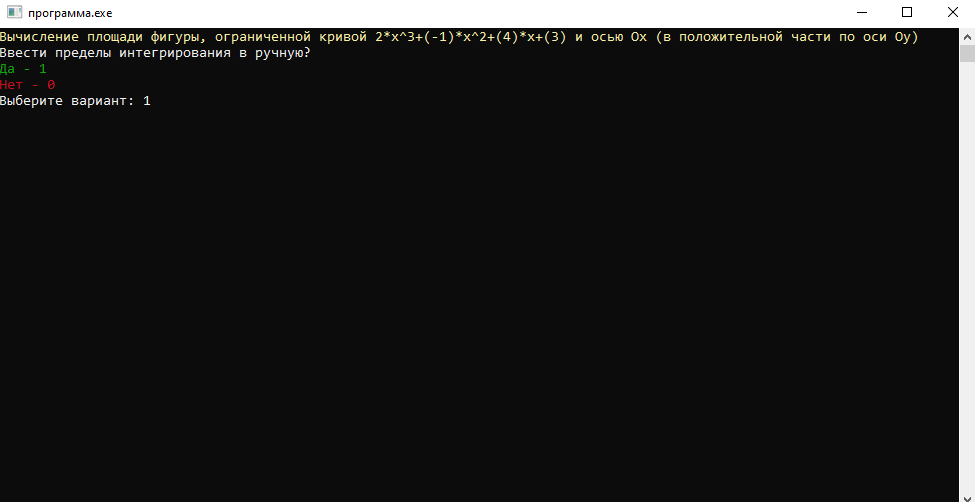 программа.exe
Вычисление площади фигуры, ограниченной кривой 2*x^3+(-1)*x^2+(4)*x+(3) и осью Ox (в положительной части по оси Oy)
Ввести пределы интегрирования в ручную?
Да - 1
Нет - 0
Выберите вариант: 1